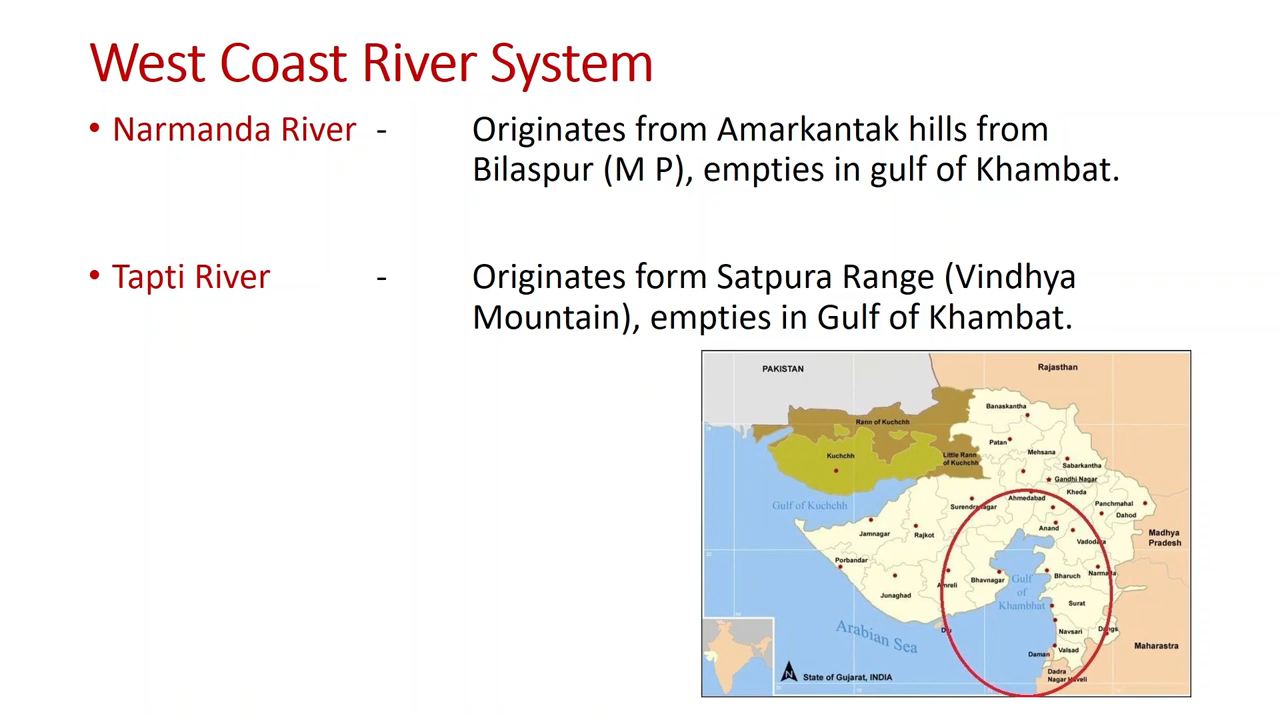 West Coast River System
• Narmanda River - Originates from Amarkantak hills from
Bilaspur (M P), empties in gulf of Khambat.
• Tapti River - Originates form Satpura Range (Vindhya
Mountain), empties in Gulf of Khambat.
PAKISTAN
Rajasthan
Banaskantha
Rann of Kuchchh
Patan
Mehsana
Kuchchh
Little Rann
of Kuchchh
Sabarkantha
Gandhi Nagar
Kheda
Ahmedabad
Panchmahal
Gulf of Kuchchh
Surendranagar
Dahod
Anand
Jamnagar
Rajkot
Vadodara
Madhya
Pradesh
Porbandar
Amreli
Bhavnagar
Gulf
of
Khambhat
Bharuch
Narmada
Junaghad
Surat
Arabian Sea
Diu
Navsari
Dangs
Daman
Valsad
Maharastra
Dadra
Nagar Haveli
N
State of Gujarat, INDIA